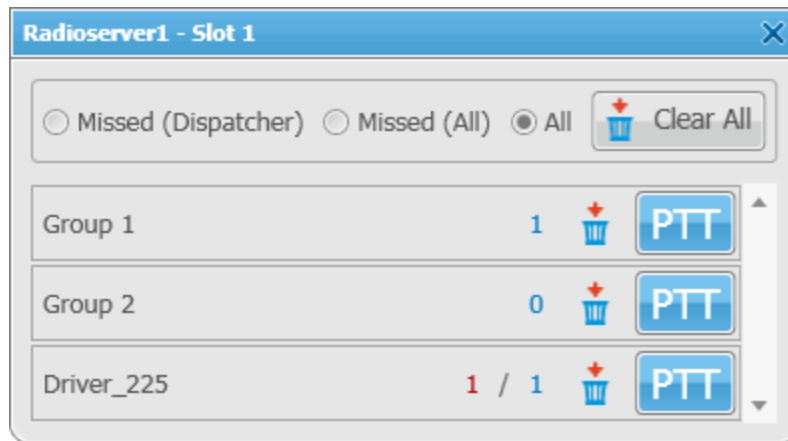 Radioserver1 - Slot 1
Missed (Dispatcher) Missed (All) All Clear All
Group 1 1 PTT
Group 2 0 PTT
Driver_225 1 / 1 PTT